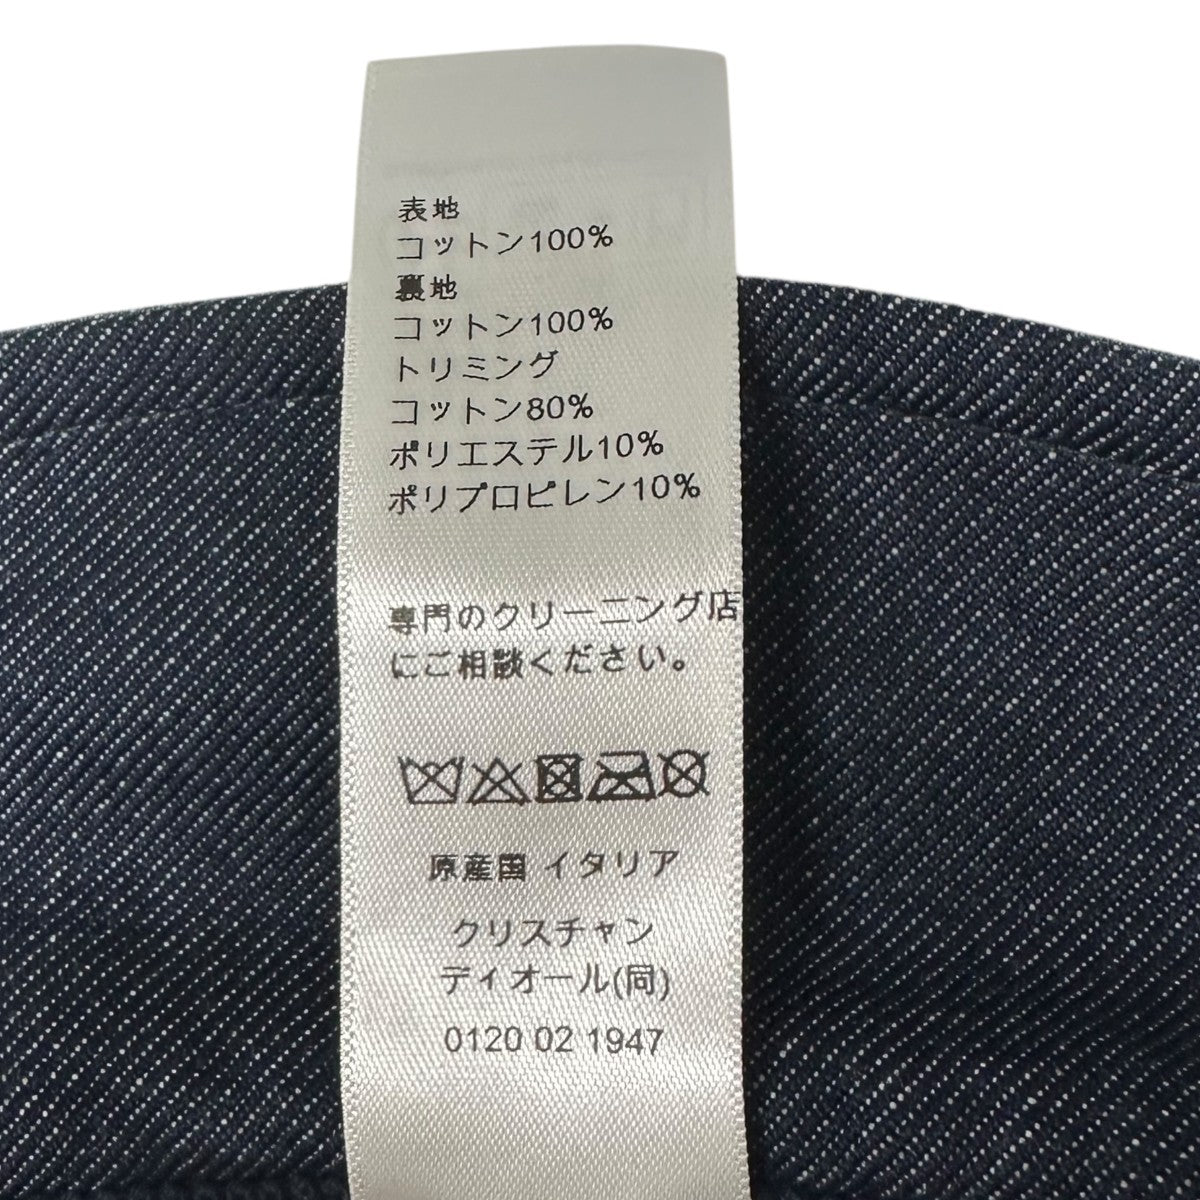 表地
コットン100%
裏地
コットン100%
トリミング
コットン80%
ポリエステル10%
ポリプロピレン10%
専門のクリーニング店
にご相談ください。
原産国 イタリア
クリスチャン
ディオール(同)
0120 02 1947